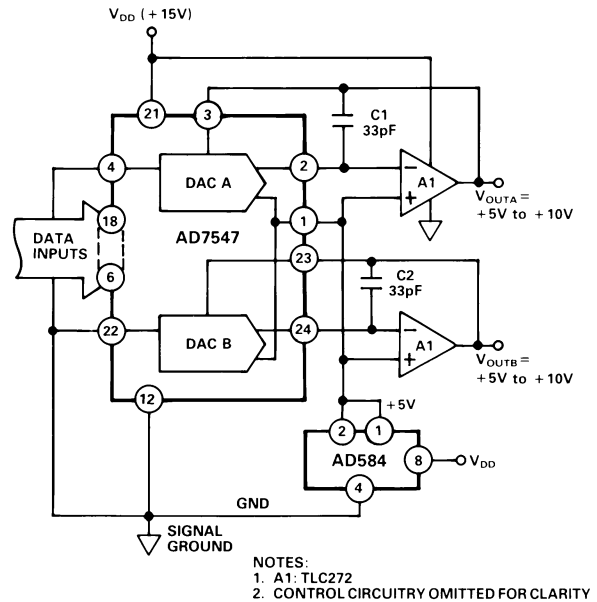 V_DD (+15V)
21
3
C1
33pF
4
DAC A
2
−
A1
+
V_OUTA =
+5V to +10V
18
DATA
INPUTS
AD7547
1
23
6
C2
33pF
22
DAC B
24
−
A1
+
V_OUTB =
+5V to +10V
12
+5V
2
1
AD584
8
V_DD
4
GND
SIGNAL
GROUND
NOTES:
1. A1: TLC272
2. CONTROL CIRCUITRY OMITTED FOR CLARITY